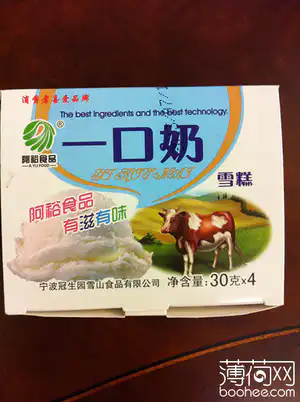 消费者喜爱品牌
®
阿裕食品
A YU FOOD
The best ingredients and the best technology.
一口奶
雪糕
阿裕食品
有滋有味
净含量:30克×4
宁波冠生园雪山食品有限公司
薄荷网
boohee.com